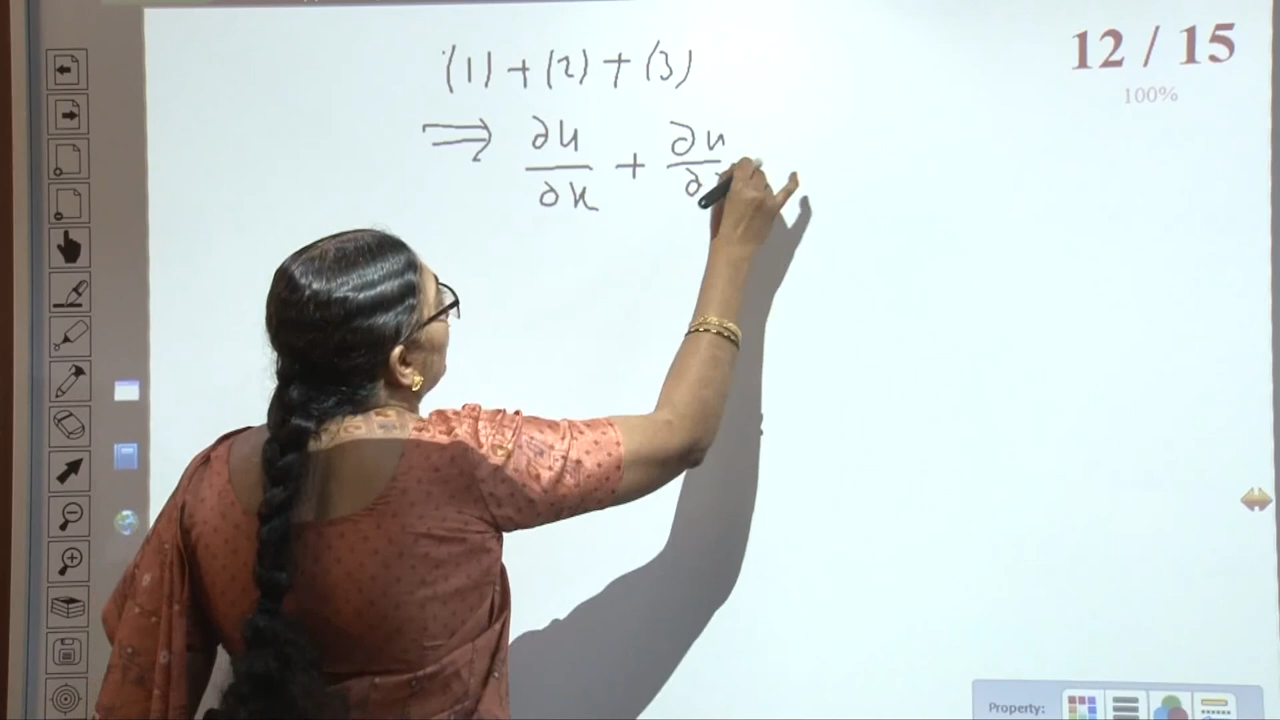 12 / 15
100%
(1) + (2) + (3)
⇒ ∂u/∂x + ∂u/∂
Property: